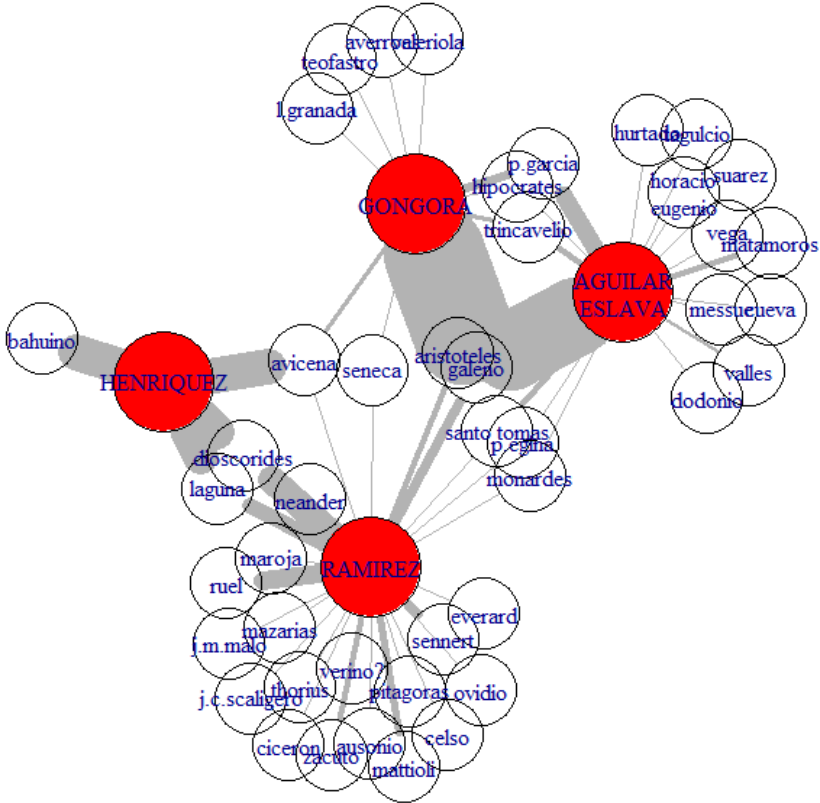 averroes
valeriola
teofastro
l.granada
hurtado
tagulcio
p.garcia
hipocrates
horacio
suarez
GONGORA
eugenio
trincavelio
vega
matamoros
AGUILAR
ESLAVA
messue
cueva
bahuino
avicena
seneca
aristoteles
galeno
HENRIQUEZ
valles
dodonio
santo tomas
p.egina
dioscorides
monardes
laguna
neander
maroja
RAMIREZ
ruel
everard
mazarias
sennert
j.m.malo
verino?
thorius
pitagoras
ovidio
j.c.scaligero
ciceron
ausonio
celso
zacuto
mattioli